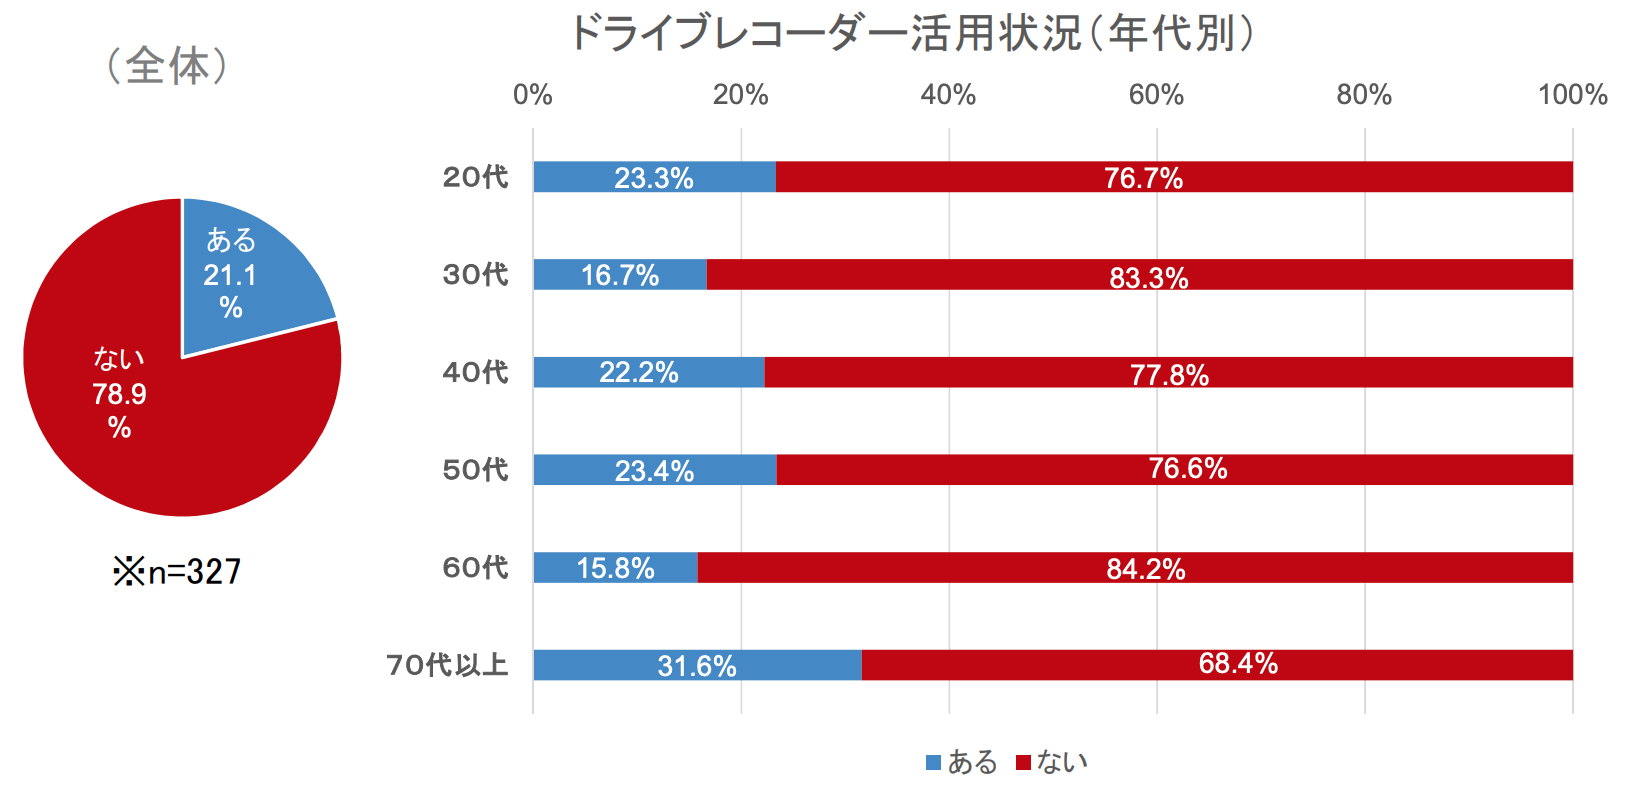 ドライブレコーダー活用状況（年代別）
（全体）
ある
21.1
%
ない
78.9
%
※n=327
0% 20% 40% 60% 80% 100%
20代 23.3% 76.7%
30代 16.7% 83.3%
40代 22.2% 77.8%
50代 23.4% 76.6%
60代 15.8% 84.2%
70代以上 31.6% 68.4%
ある ない